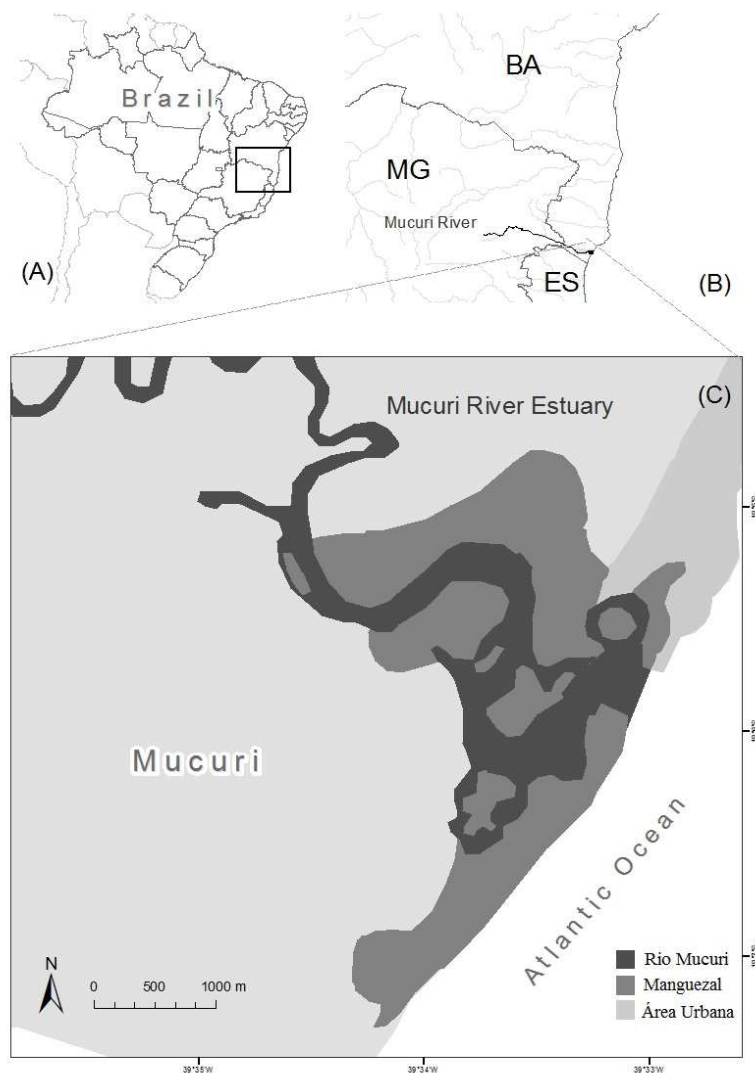 Brazil
(A)
BA
MG
Mucuri River
ES
(B)
Mucuri River Estuary
(C)
Mucuri
Atlantic Ocean
N
0 500 1000 m
Rio Mucuri
Manguezal
Área Urbana
39°35'W 39°34'W 39°33'W